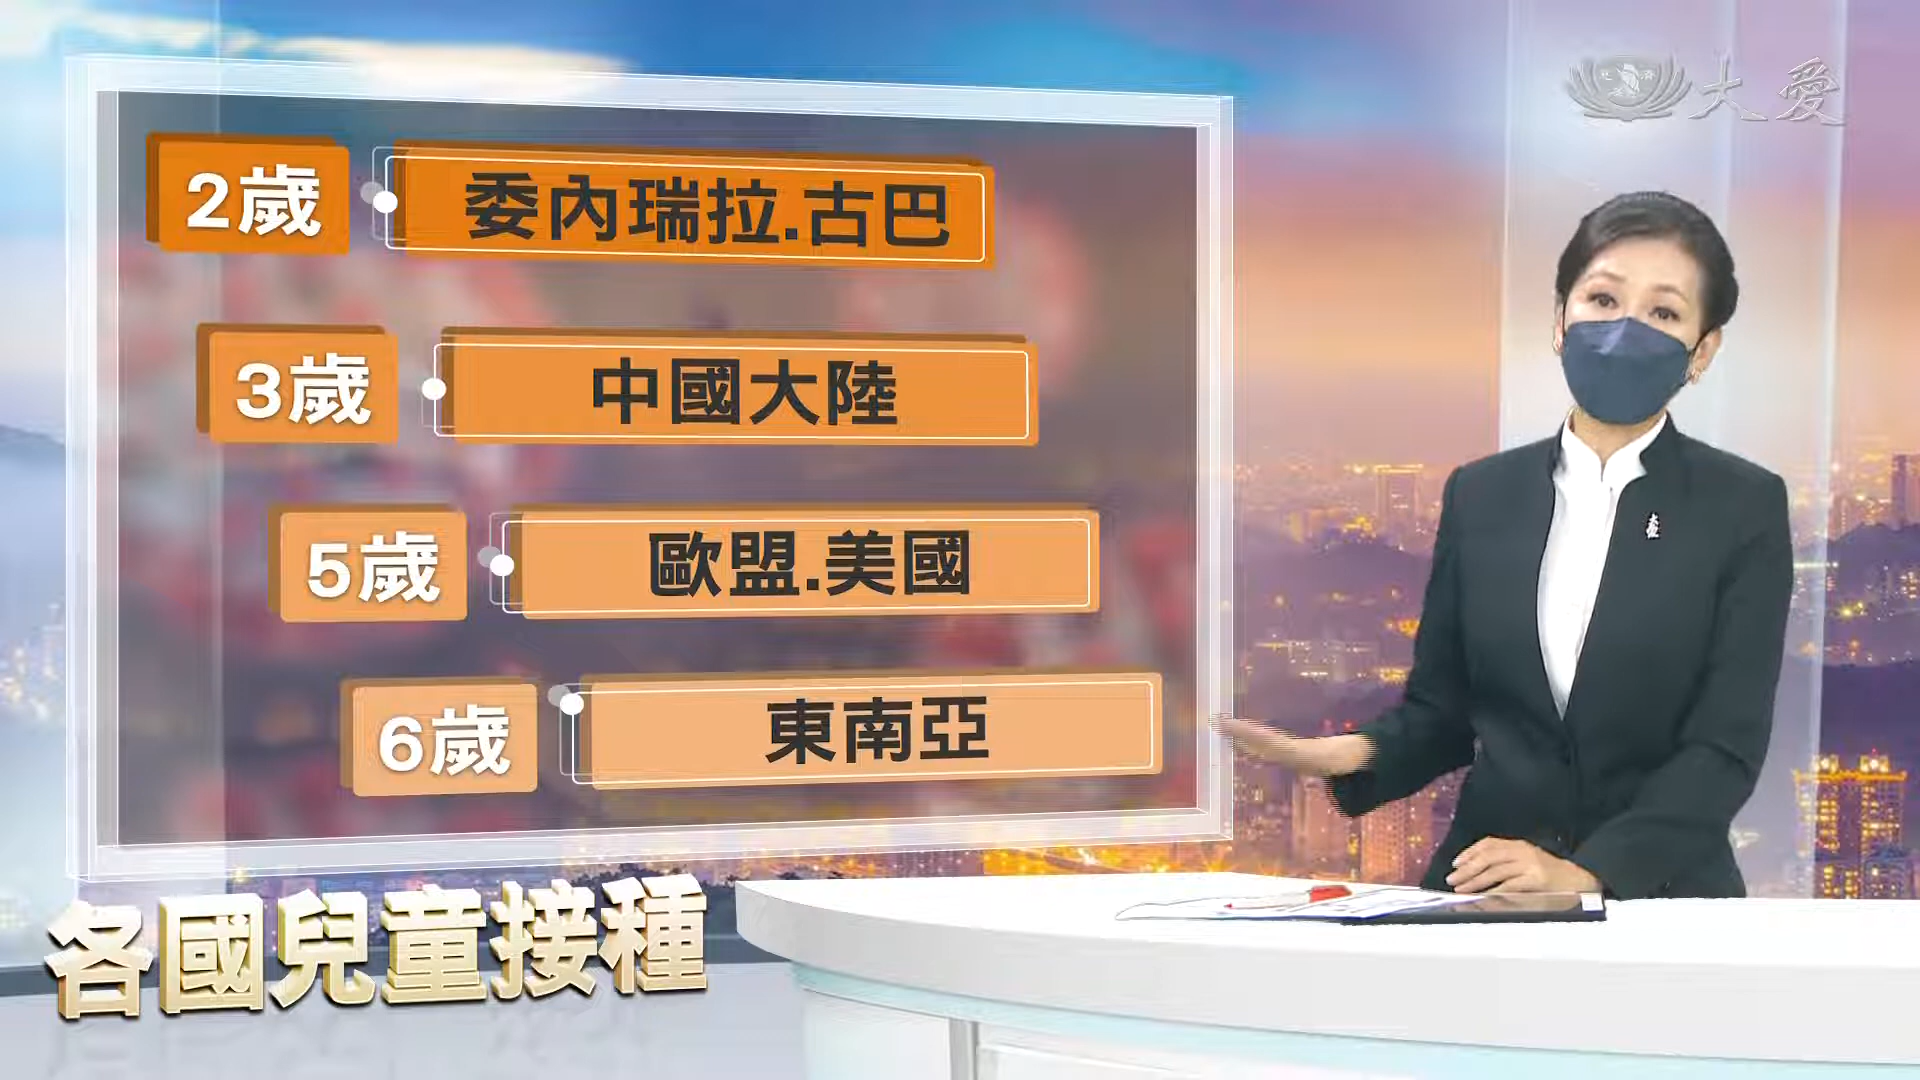 大愛
2歲 委內瑞拉.古巴
3歲 中國大陸
5歲 歐盟.美國
6歲 東南亞
各國兒童接種